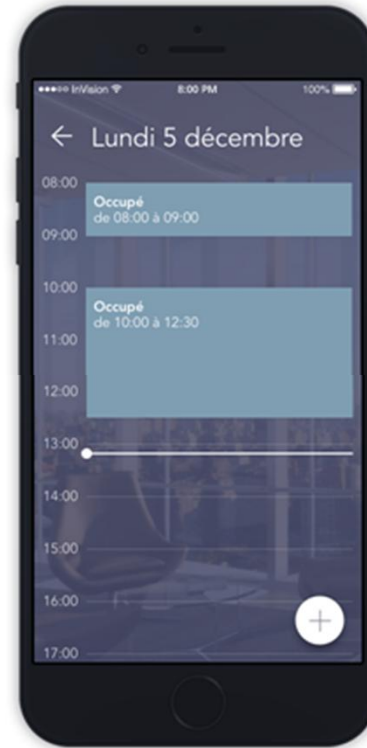 InVision 8:00 PM 100%
Lundi 5 décembre
08:00
Occupé
de 08:00 à 09:00
09:00
10:00
Occupé
de 10:00 à 12:30
11:00
12:00
13:00
14:00
15:00
16:00
17:00